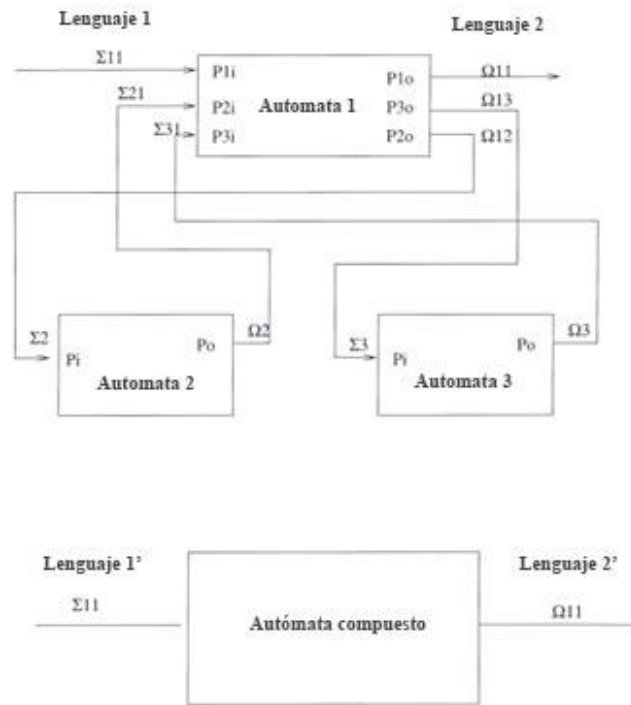 Lenguaje 1
Lenguaje 2
Σ11
P1i
P1o
Ω11
Σ21
P2i
Automata 1
P3o
Ω13
Σ31
P3i
P2o
Ω12
Σ2
Pi
Automata 2
Po
Ω2
Σ3
Pi
Automata 3
Po
Ω3
Lenguaje 1’
Lenguaje 2’
Σ11
Autómata compuesto
Ω11